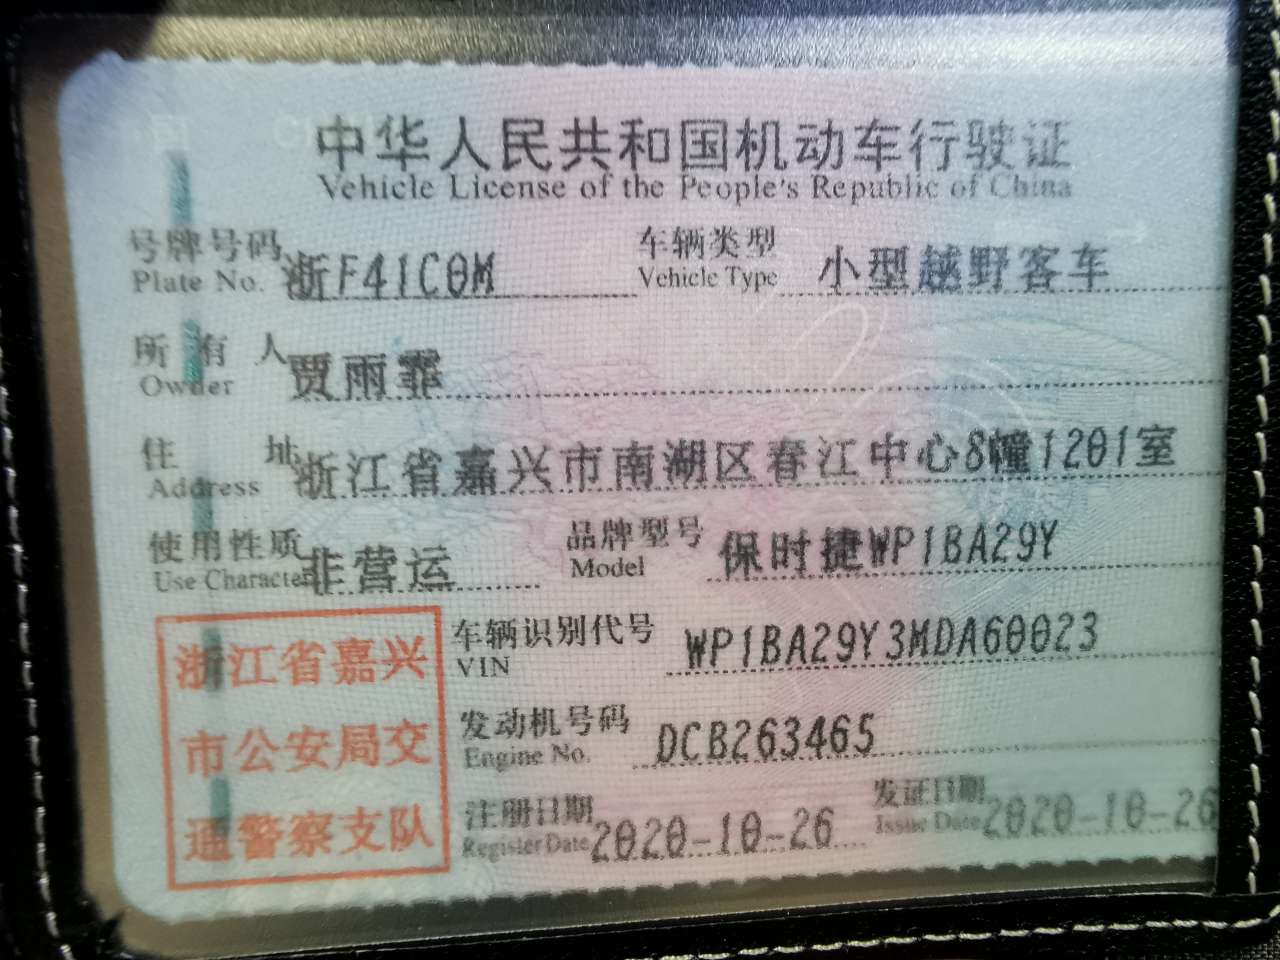 中华人民共和国机动车行驶证
Vehicle License of the People's Republic of China
号牌号码 浙F41C0M 车辆类型 小型越野客车
Plate No. Vehicle Type
所有人 贾雨霏
Owner
住址 浙江省嘉兴市南湖区春江中心8幢1201室
Address
使用性质 非营运 品牌型号 保时捷WP1BA29Y
Use Character Model
浙江省嘉兴
市公安局交
通警察支队
车辆识别代号 WP1BA29Y3MDA60023
VIN
发动机号码 DCB263465
Engine No.
注册日期 2020-10-26 发证日期 2020-10-26
Register Date Issue Date